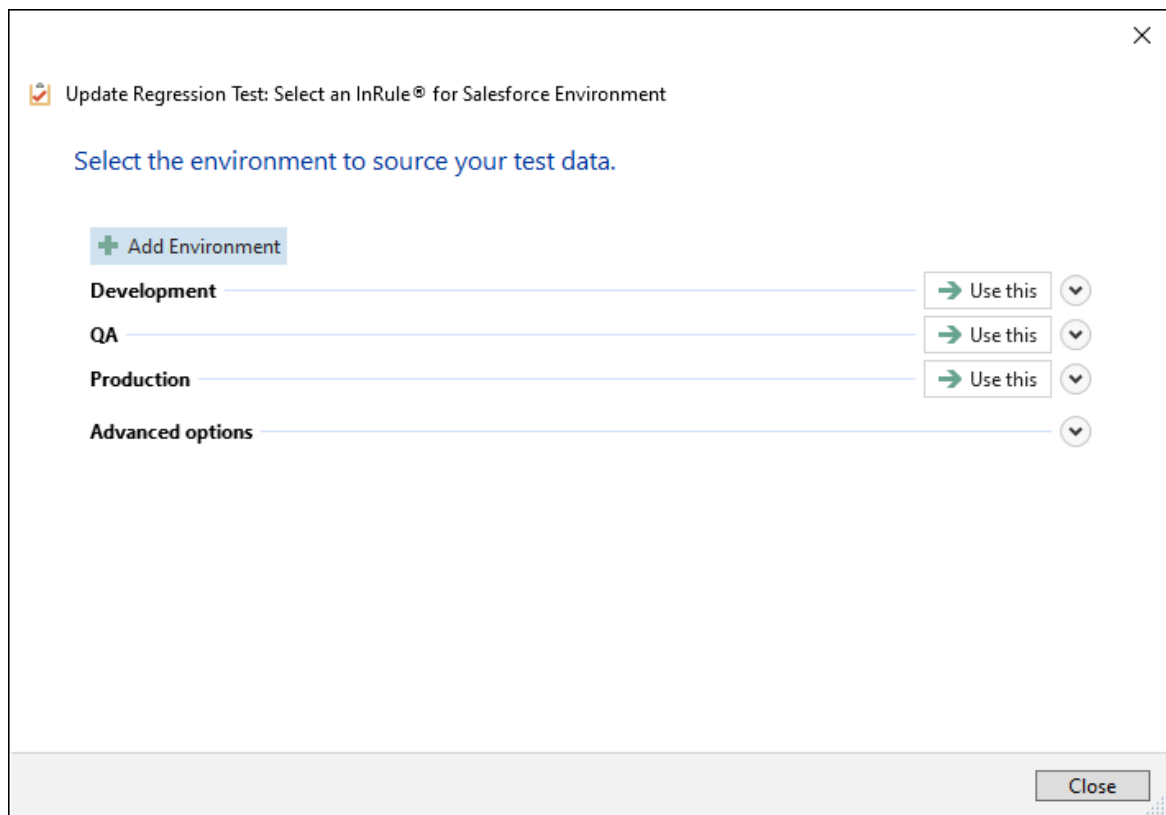 Update Regression Test: Select an InRule® for Salesforce Environment
Select the environment to source your test data.
Add Environment
Development Use this
QA Use this
Production Use this
Advanced options
Close